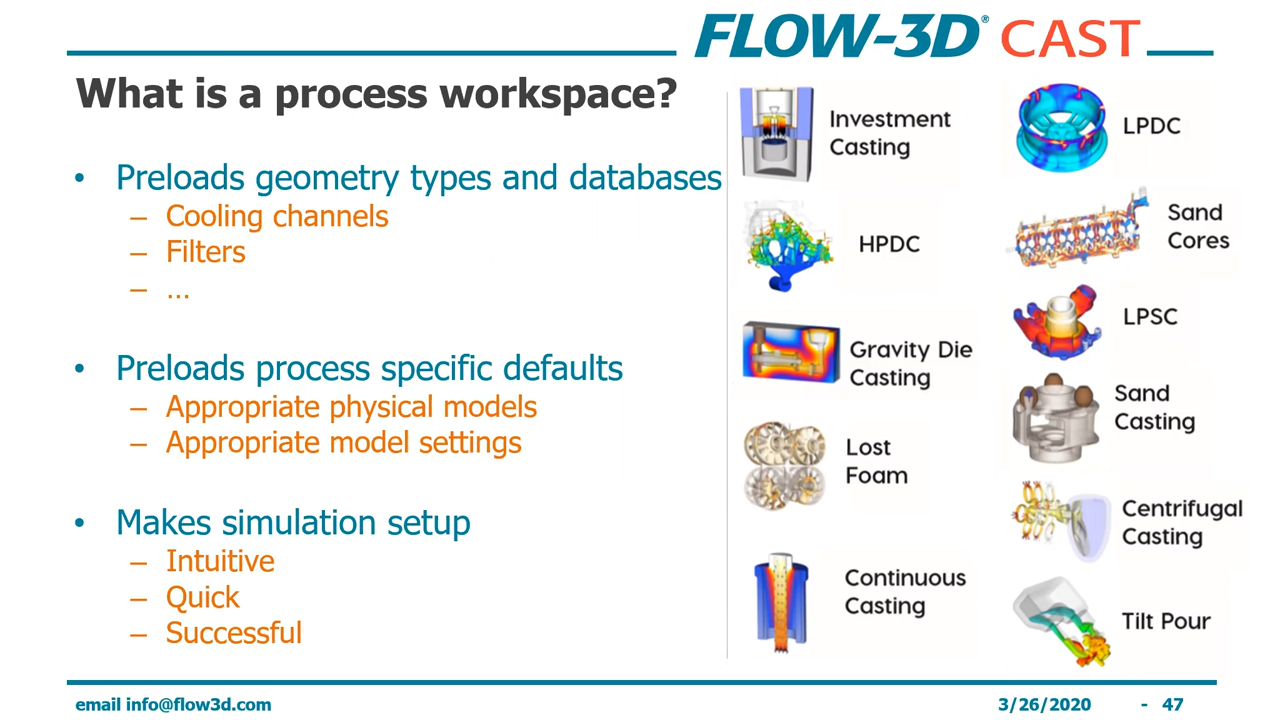 FLOW-3D® CAST
What is a process workspace?
• Preloads geometry types and databases
– Cooling channels
– Filters
– ...
• Preloads process specific defaults
– Appropriate physical models
– Appropriate model settings
• Makes simulation setup
– Intuitive
– Quick
– Successful
Investment
Casting
HPDC
Gravity Die
Casting
Lost
Foam
Continuous
Casting
LPDC
Sand
Cores
LPSC
Sand
Casting
Centrifugal
Casting
Tilt Pour
email info@flow3d.com
3/26/2020 - 47